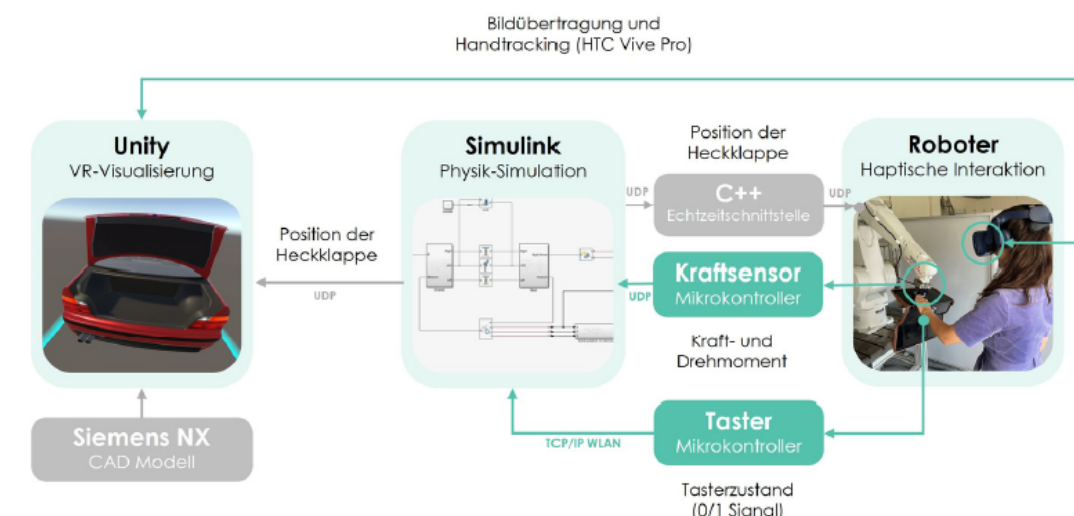 Bildübertragung und
Handtracking (HTC Vive Pro)
Unity
VR-Visualisierung
Position der
Heckklappe
UDP
Siemens NX
CAD Modell
Simulink
Physik-Simulation
Position der
Heckklappe
UDP
C++
Echtzeitschnittstelle
UDP
Kraftsensor
Mikrokontroller
UDP
Kraft- und
Drehmoment
Taster
Mikrokontroller
TCP/IP WLAN
Tasterzustand
(0/1 Signal)
Roboter
Haptische Interaktion